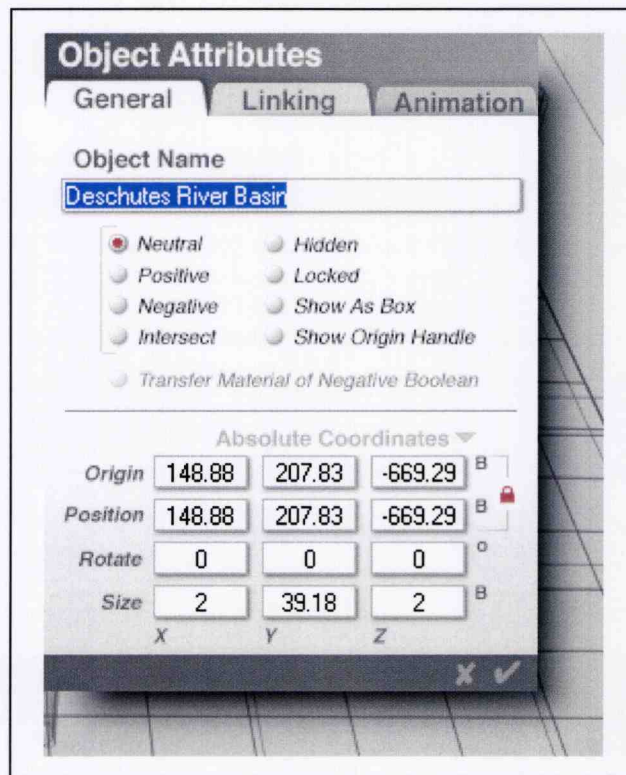 Object Attributes
General Linking Animation
Object Name
Deschutes River Basin
Neutral Hidden
Positive Locked
Negative Show As Box
Intersect Show Origin Handle
Transfer Material of Negative Boolean
Absolute Coordinates
Origin 148.88 207.83 -669.29 B
Position 148.88 207.83 -669.29 B
Rotate 0 0 0 o
Size 2 39.18 2 B
X Y Z